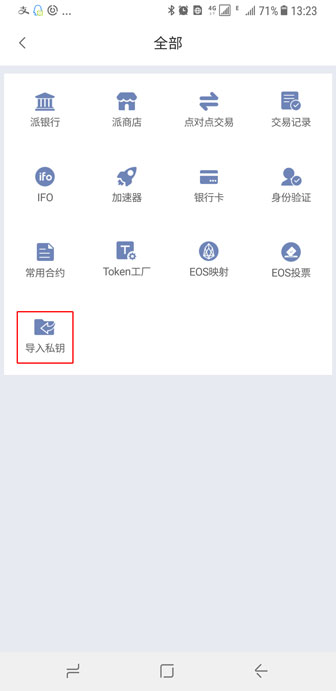 ... 4G E 71% 13:23
全部
派银行 派商店 点对点交易 交易记录
ifo
IFO 加速器 银行卡 身份验证
T
常用合约 Token工厂 EOS映射 EOS投票
导入私钥